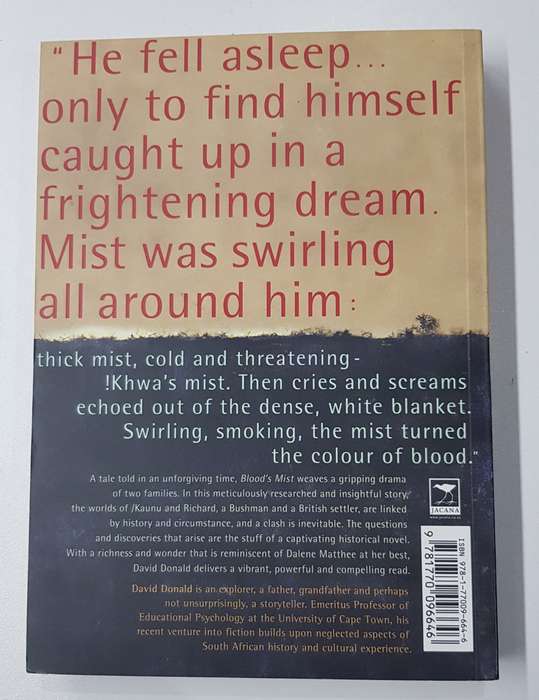 "He fell asleep...
only to find himself
caught up in a
frightening dream.
Mist was swirling
all around him:
thick mist, cold and threatening-
!Khwa's mist. Then cries and screams
echoed out of the dense, white blanket.
Swirling, smoking, the mist turned
the colour of blood."
A tale told in an unforgiving time, Blood's Mist weaves a gripping drama
of two families. In this meticulously researched and insightful story,
the worlds of /Kaunu and Richard, a Bushman and a British settler, are linked
by history and circumstance, and a clash is inevitable. The questions
and discoveries that arise are the stuff of a captivating historical novel.
With a richness and wonder that is reminiscent of Dalene Matthee at her best,
David Donald delivers a vibrant, powerful and compelling read.
David Donald is an explorer, a father, grandfather and perhaps
not unsurprisingly, a storyteller. Emeritus Professor of
Educational Psychology at the University of Cape Town, his
recent venture into fiction builds upon neglected aspects of
South African history and cultural experience.
JACANA
www.jacana.co.za
ISBN 978-1-77009-664-6
9 781770 096646